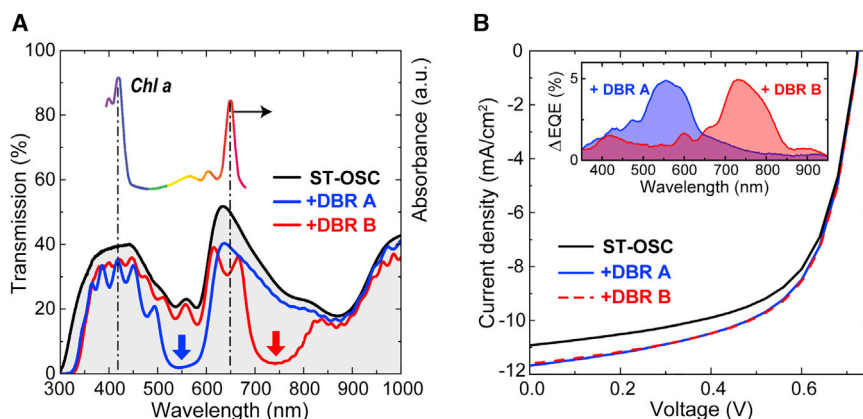 A
Transmission (%)
100
80
60
40
20
0
Chl a
ST-OSC
+DBR A
+DBR B
Absorbance (a.u.)
300 400 500 600 700 800 900 1000
Wavelength (nm)
B
Current density (mA/cm²)
0
-2
-4
-6
-8
-10
-12
ΔEQE (%)
5
0
+ DBR A
+ DBR B
400 500 600 700 800 900
Wavelength (nm)
ST-OSC
+DBR A
+DBR B
0.0 0.2 0.4 0.6
Voltage (V)